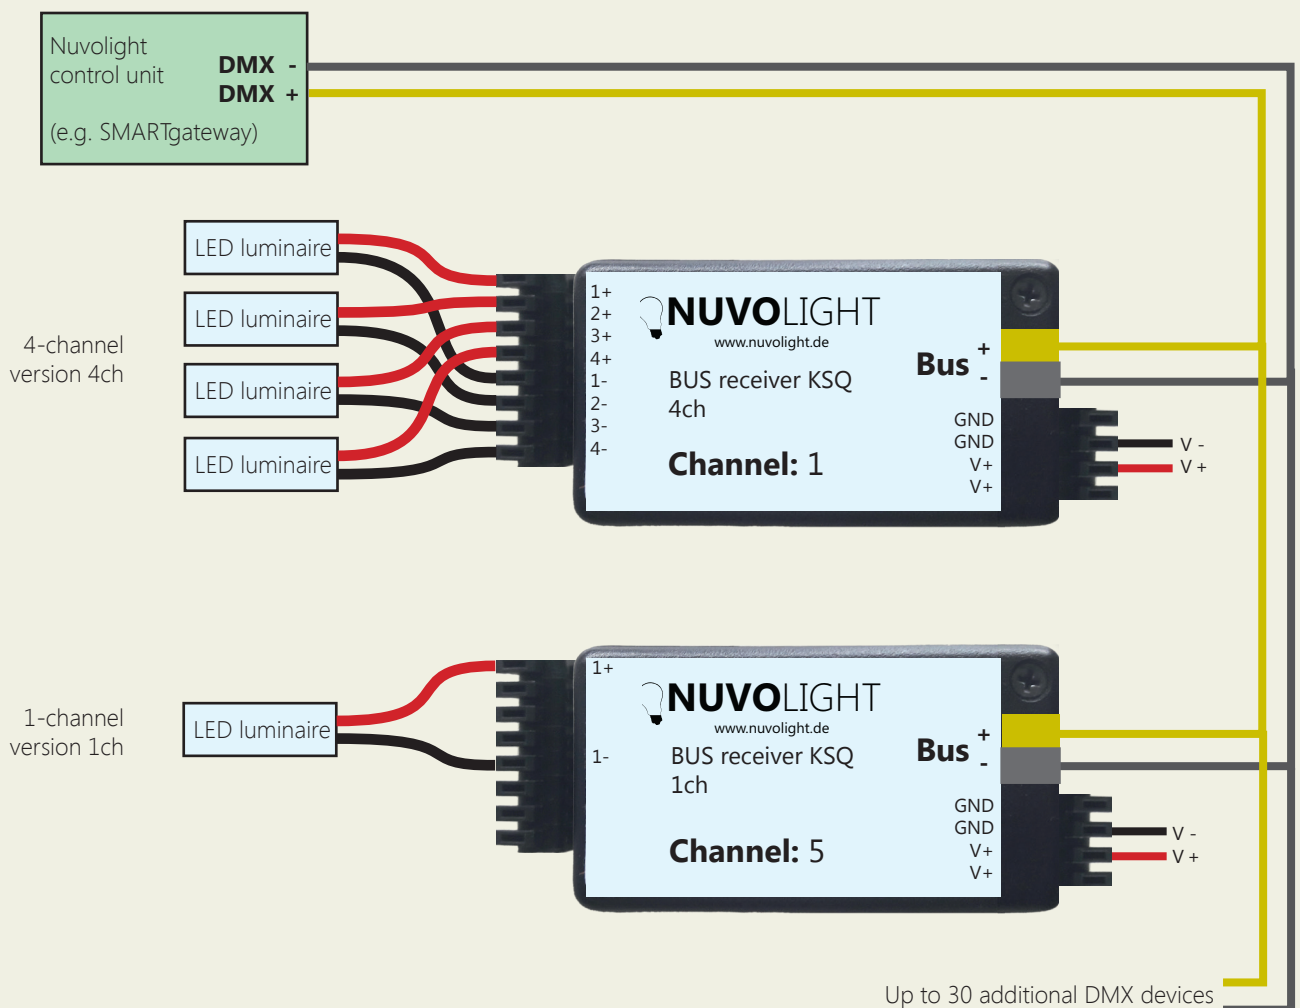 Nuvolight
control unit
(e.g. SMARTgateway)
DMX -
DMX +
4-channel
version 4ch
LED luminaire
LED luminaire
LED luminaire
LED luminaire
1+
2+
3+
4+
1-
2-
3-
4-
NUVOLIGHT
www.nuvolight.de
BUS receiver KSQ
4ch
Channel: 1
Bus + -
GND
GND
V+
V+
V -
V +
1-channel
version 1ch
LED luminaire
1+
1-
NUVOLIGHT
www.nuvolight.de
BUS receiver KSQ
1ch
Channel: 5
Bus + -
GND
GND
V+
V+
V -
V +
Up to 30 additional DMX devices